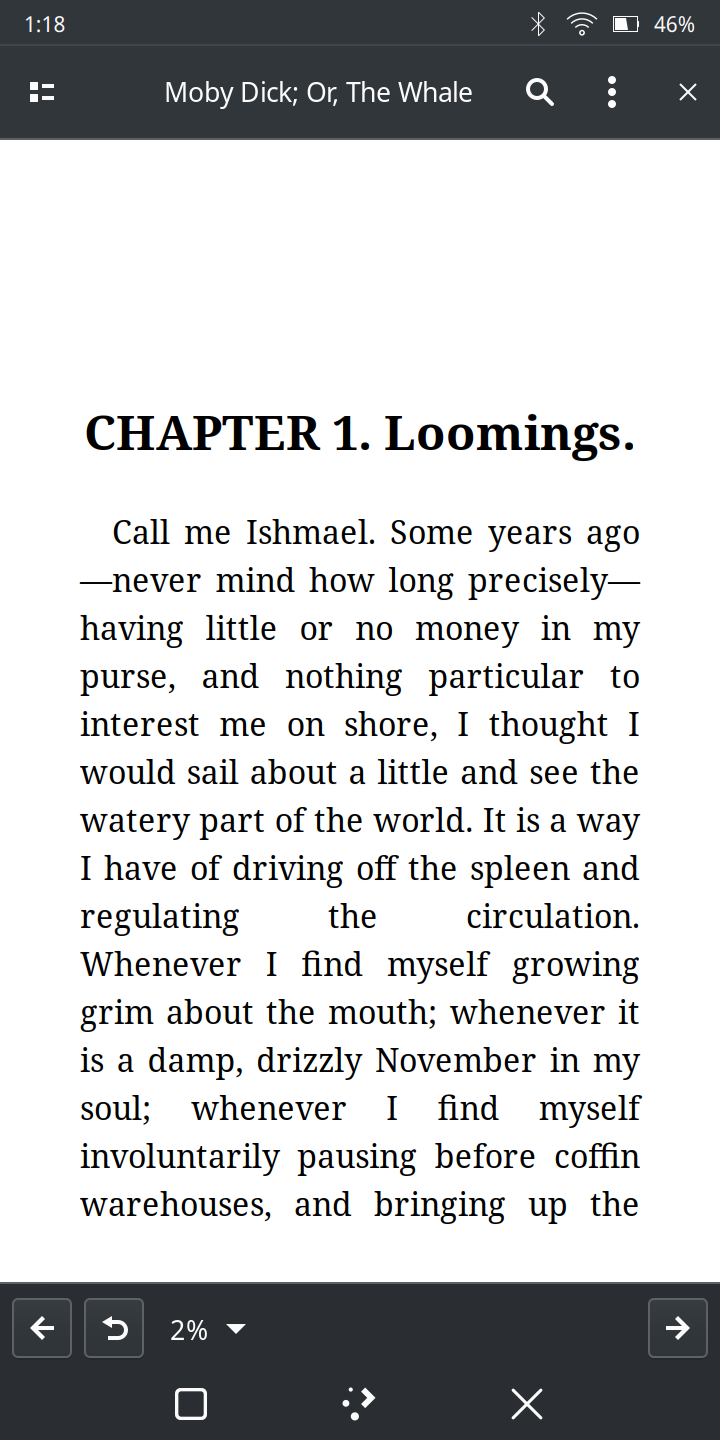 1:18
46%
Moby Dick; Or, The Whale
CHAPTER 1. Loomings.
Call me Ishmael. Some years ago
—never mind how long precisely—
having little or no money in my
purse, and nothing particular to
interest me on shore, I thought I
would sail about a little and see the
watery part of the world. It is a way
I have of driving off the spleen and
regulating the circulation.
Whenever I find myself growing
grim about the mouth; whenever it
is a damp, drizzly November in my
soul; whenever I find myself
involuntarily pausing before coffin
warehouses, and bringing up the
2%